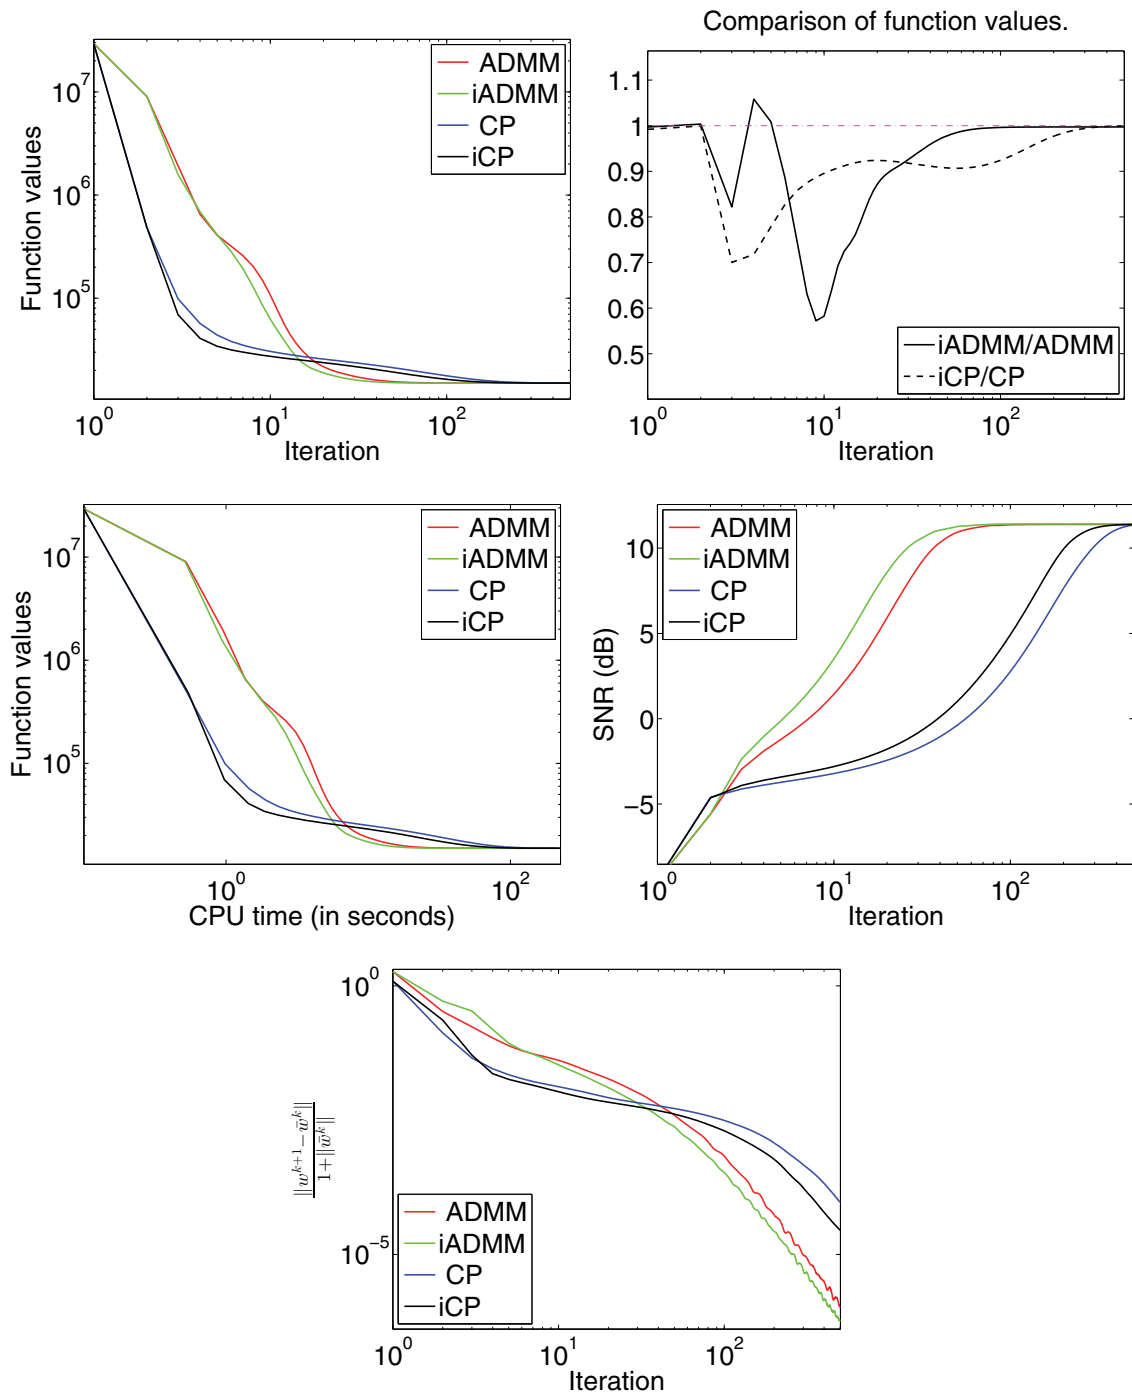 Comparison of function values.
10^7
10^6
10^5
Function values
ADMM
iADMM
CP
iCP
10^0
10^1
10^2
Iteration
1.1
1
0.9
0.8
0.7
0.6
0.5
iADMM/ADMM
iCP/CP
10^0
10^1
10^2
Iteration
10^7
10^6
10^5
Function values
ADMM
iADMM
CP
iCP
10^0
10^2
CPU time (in seconds)
10
5
0
−5
SNR (dB)
ADMM
iADMM
CP
iCP
10^0
10^1
10^2
Iteration
10^0
10^−5
||w^{k+1}−w̄^k||
1+||w̄^k||
ADMM
iADMM
CP
iCP
10^0
10^1
10^2
Iteration